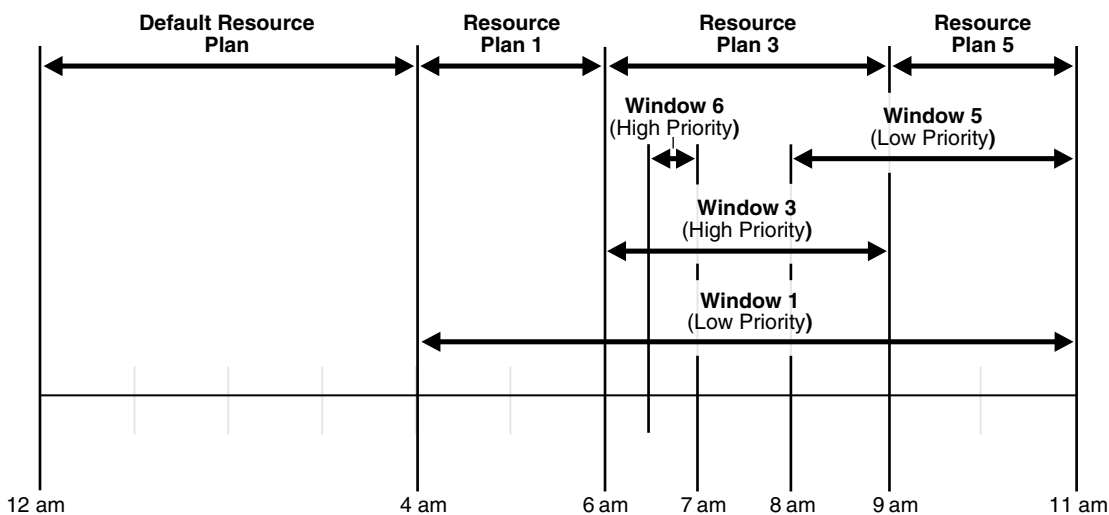 Default Resource
Plan
Resource
Plan 1
Resource
Plan 3
Resource
Plan 5
Window 6
(High Priority)
Window 5
(Low Priority)
Window 3
(High Priority)
Window 1
(Low Priority)
12 am
4 am
6 am
7 am
8 am
9 am
11 am